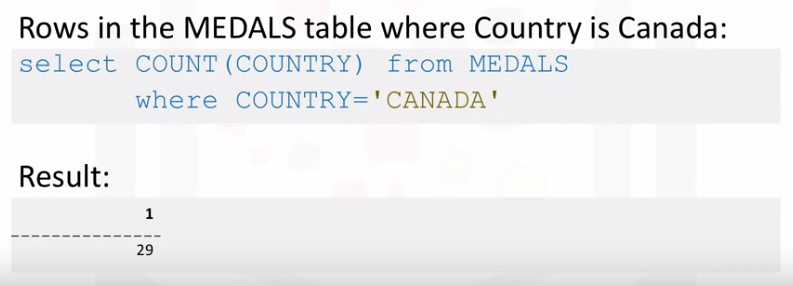 Rows in the MEDALS table where Country is Canada:
select COUNT(COUNTRY) from MEDALS
where COUNTRY='CANADA'
Result:
1
----------------
29